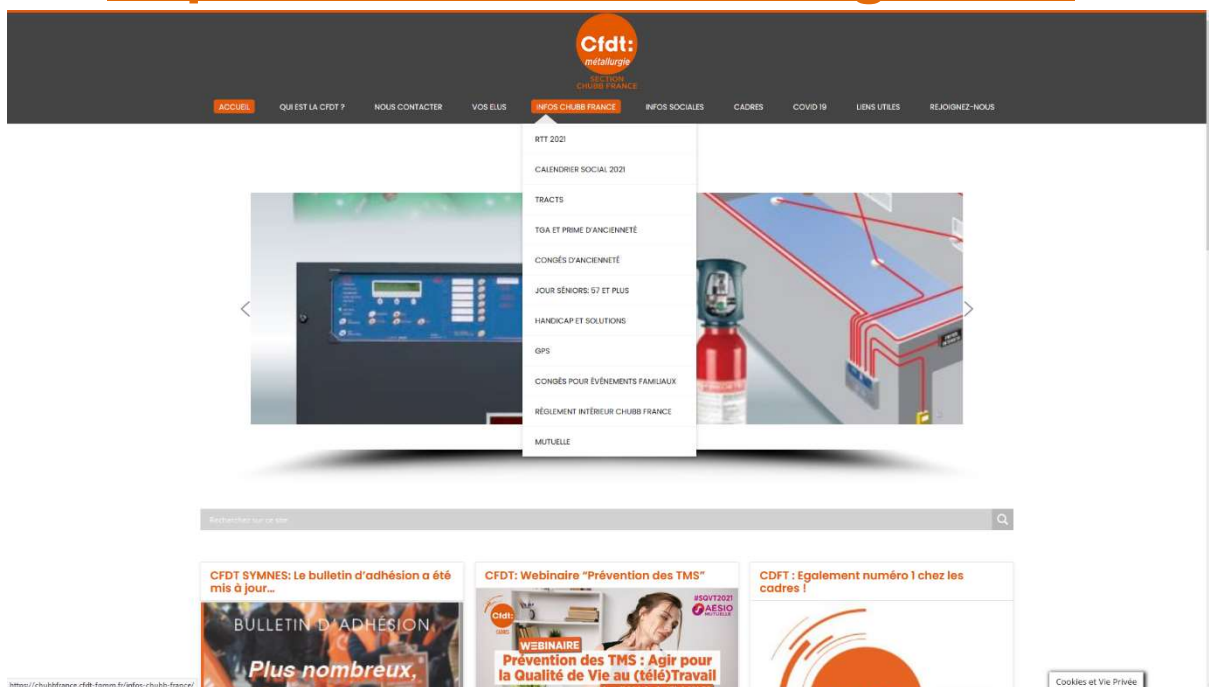 Cfdt:
métallurgie
SECTION
CHUBB FRANCE
ACCUEIL
QUI EST LA CFDT ?
NOUS CONTACTER
VOS ELUS
INFOS CHUBB FRANCE
INFOS SOCIALES
CADRES
COVID 19
LIENS UTILES
REJOIGNEZ-NOUS
RTT 2021
CALENDRIER SOCIAL 2021
TRACTS
TGA ET PRIME D'ANCIENNETÉ
CONGÉS D'ANCIENNETÉ
JOUR SÉNIORS: 57 ET PLUS
HANDICAP ET SOLUTIONS
GPS
CONGÉS POUR ÉVÉNEMENTS FAMILIAUX
RÉGLEMENT INTÉRIEUR CHUBB FRANCE
MUTUELLE
Recherchez sur ce site
CFDT SYMNES: Le bulletin d'adhésion a été
mis à jour…
BULLETIN D'ADHÉSION
Plus nombreux,
CFDT: Webinaire “Prévention des TMS”
Cfdt:
CADRES
#SQVT2021
AESIO
MUTUELLE
WEBINAIRE
Prévention des TMS : Agir pour
la Qualité de Vie au (télé)Travail
CDFT : Egalement numéro 1 chez les
cadres !
https://chubbfrance.cfdt-famm.fr/infos-chubb-france/
Cookies et Vie Privée